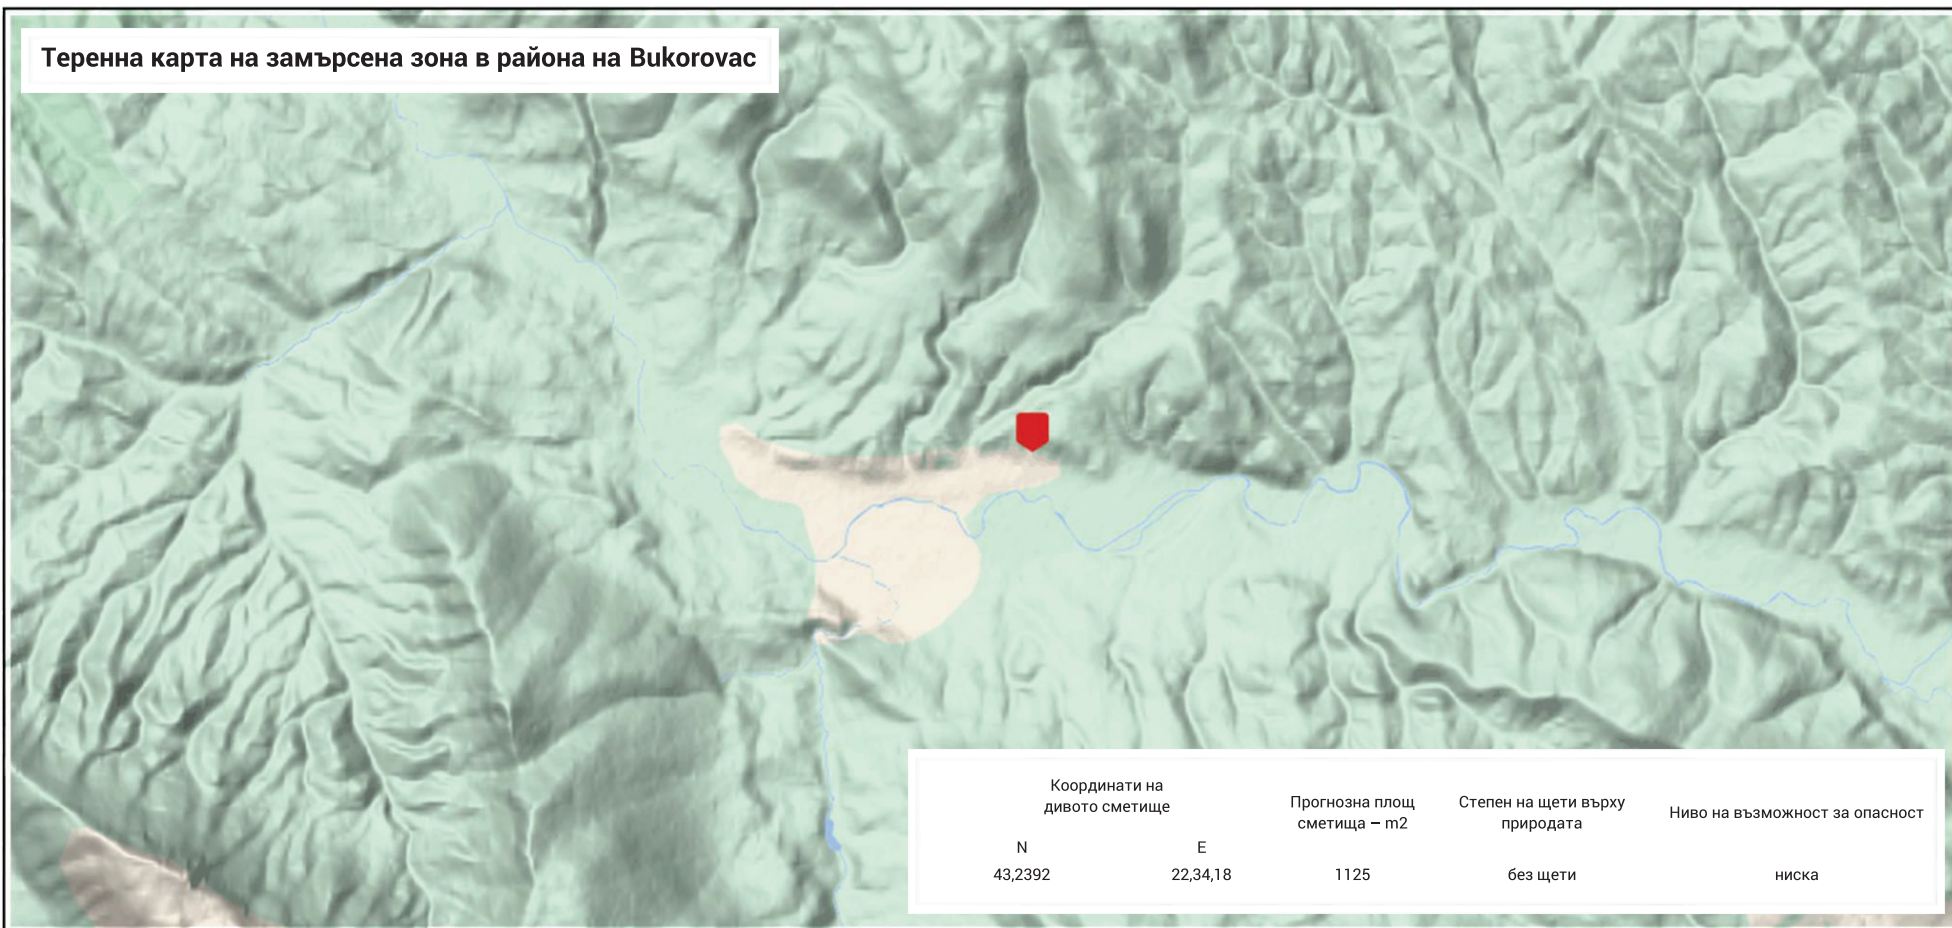 Теренна карта на замърсена зона в района на Bukorovac
Координати на
дивото сметище
Прогнозна площ
сметища – m2
Степен на щети върху
природата
Ниво на възможност за опасност
N E
43,2392 22,34,18 1125 без щети ниска